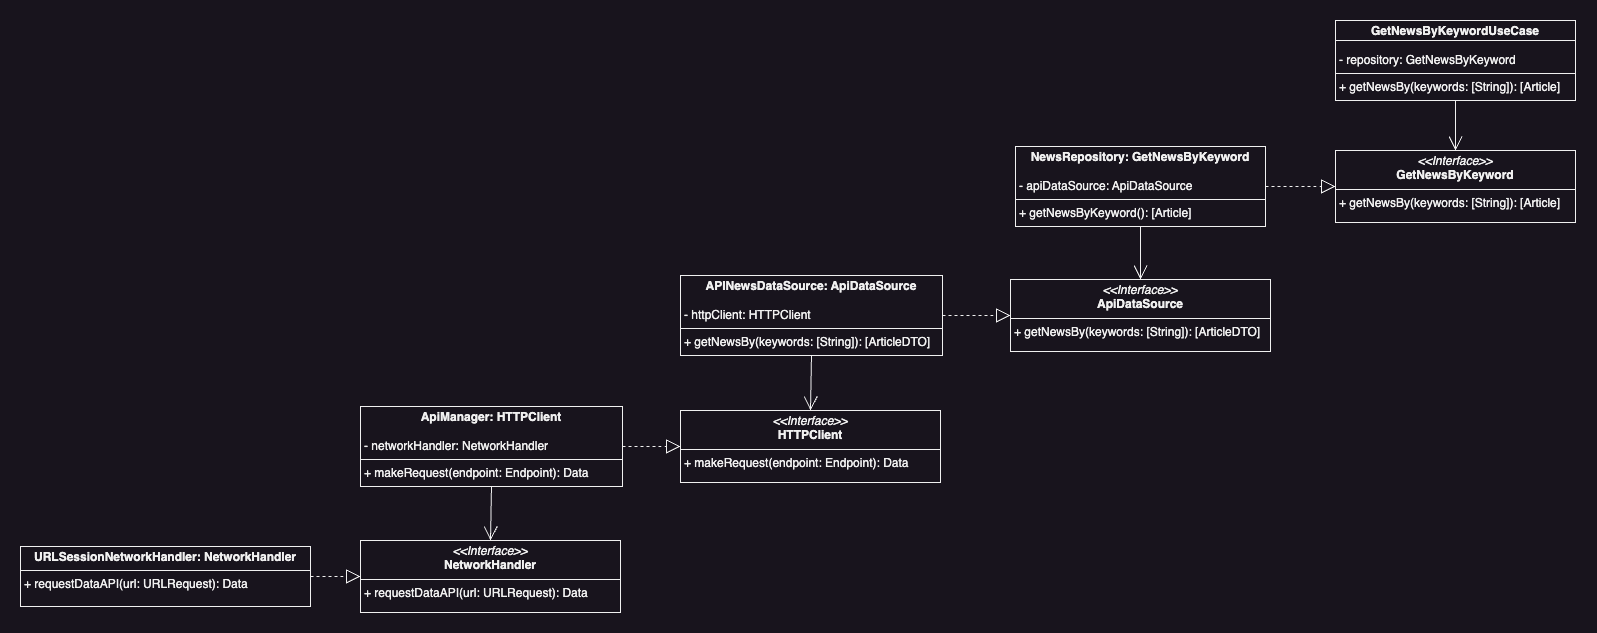 GetNewsByKeywordUseCase
- repository: GetNewsByKeyword
+ getNewsBy(keywords: [String]): [Article]
<<Interface>>
GetNewsByKeyword
+ getNewsBy(keywords: [String]): [Article]
NewsRepository: GetNewsByKeyword
- apiDataSource: ApiDataSource
+ getNewsByKeyword(): [Article]
<<Interface>>
ApiDataSource
+ getNewsBy(keywords: [String]): [ArticleDTO]
APINewsDataSource: ApiDataSource
- httpClient: HTTPClient
+ getNewsBy(keywords: [String]): [ArticleDTO]
<<Interface>>
HTTPClient
+ makeRequest(endpoint: Endpoint): Data
ApiManager: HTTPClient
- networkHandler: NetworkHandler
+ makeRequest(endpoint: Endpoint): Data
<<Interface>>
NetworkHandler
+ requestDataAPI(url: URLRequest): Data
URLSessionNetworkHandler: NetworkHandler
+ requestDataAPI(url: URLRequest): Data